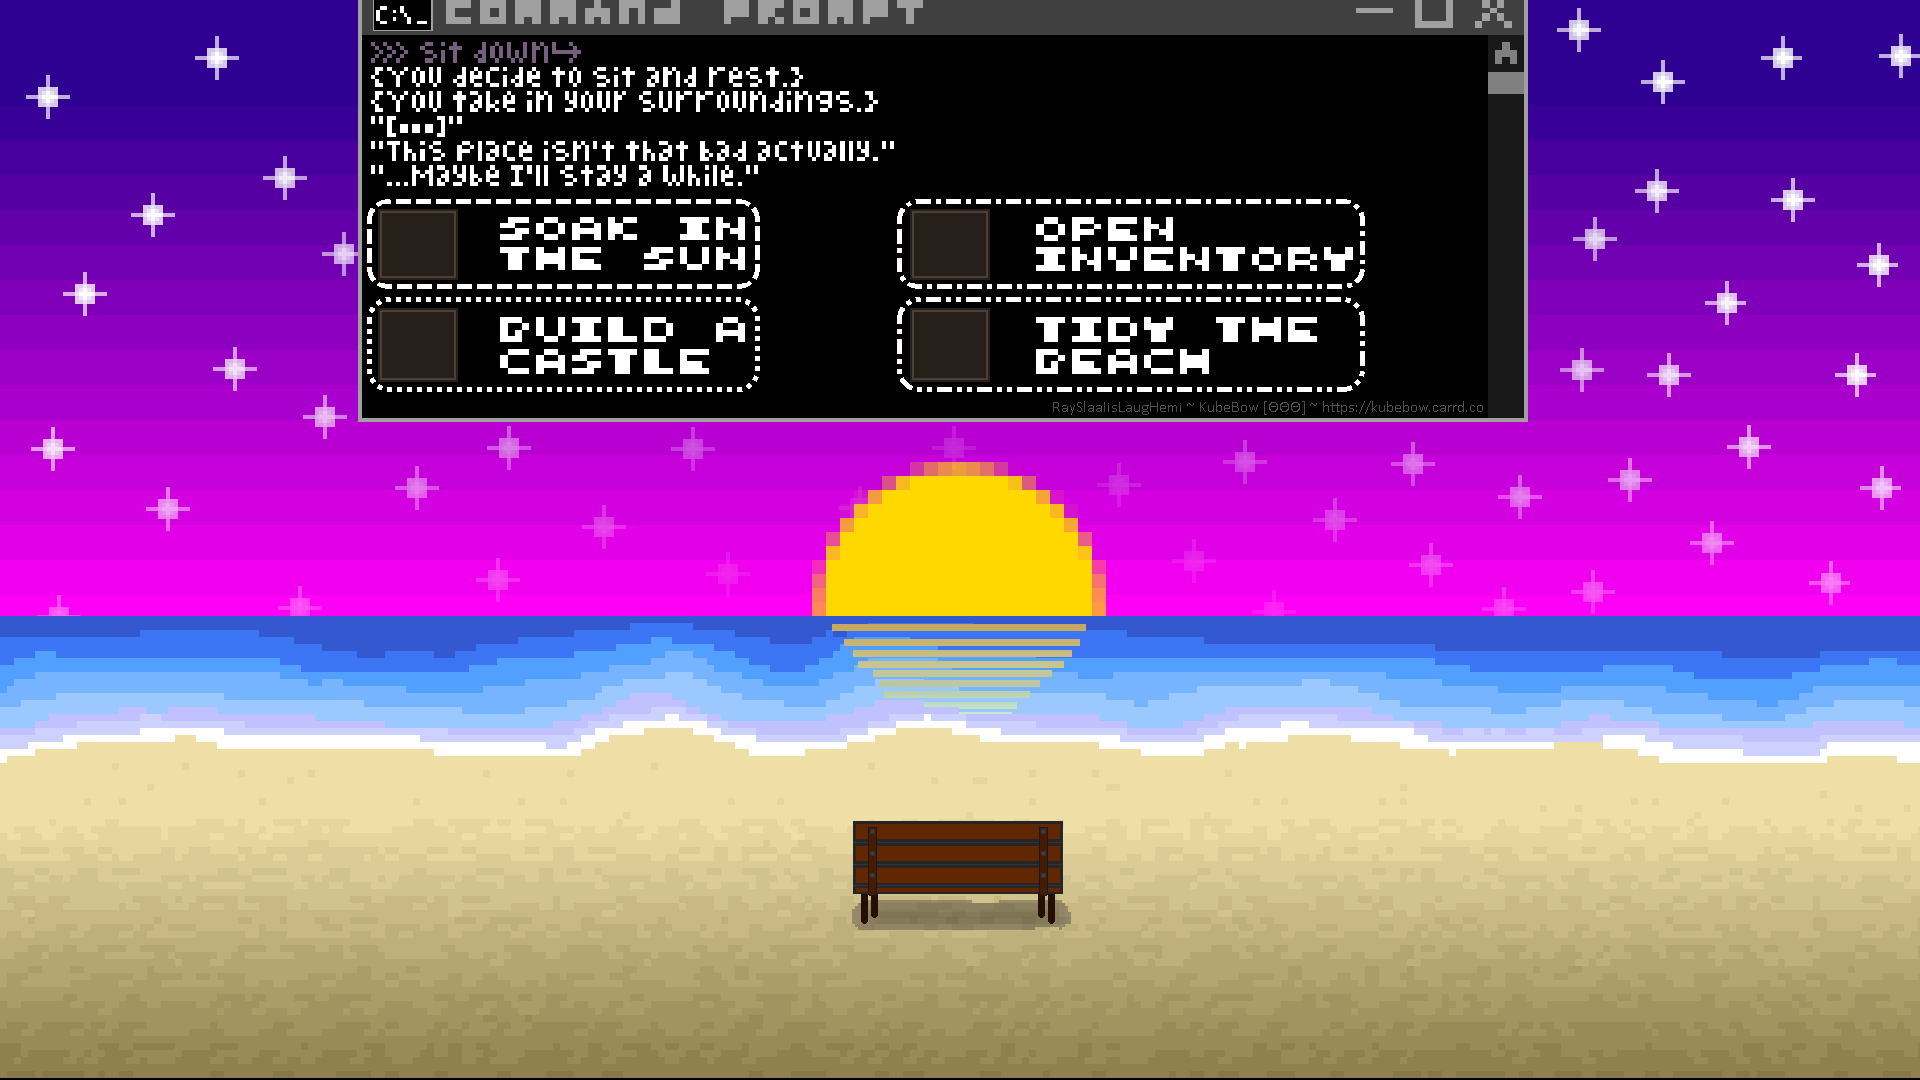 C:\_ COMMAND PROMPT
>>> sit down↵
{You decide to sit and rest.}
{You take in your surroundings.}
"[▪▪▪]"
"This place isn't that bad actually."
"...Maybe I'll stay a while."
SOAK IN
THE SUN
OPEN
INVENTORY
BUILD A
CASTLE
TIDY THE
BEACH
RaySlaalisLaugHemi ~ KubeBow [ΘΘΘ] ~ https://kubebow.carrd.co